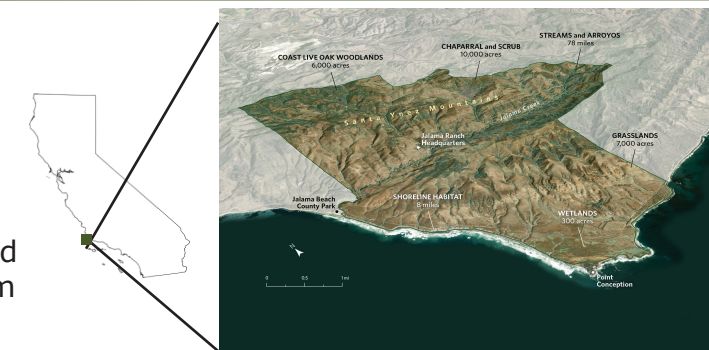 STREAMS and ARROYOS
78 miles
CHAPARRAL and SCRUB
10,000 acres
COAST LIVE OAK WOODLANDS
6,000 acres
Santa Ynez Mountains
Jalama Creek
Jalama Ranch
Headquarters
GRASSLANDS
7,000 acres
Jalama Beach
County Park
SHORELINE HABITAT
8 miles
WETLANDS
300 acres
N
0 0.5 1mi
Point
Conception
d
m